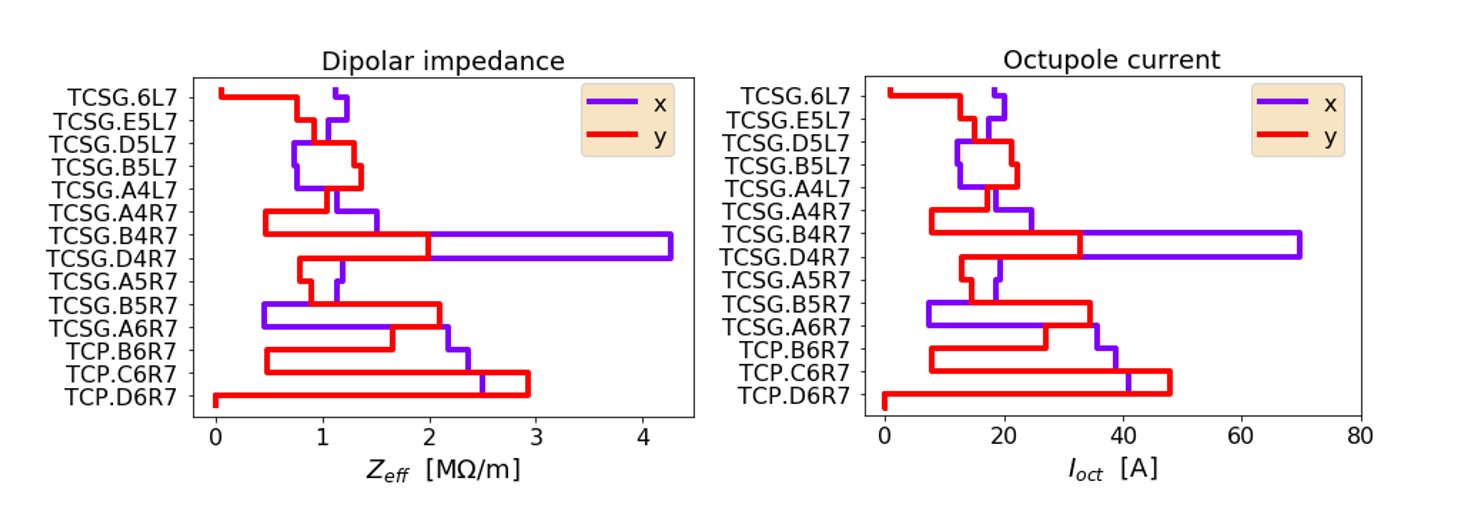 Dipolar impedance
TCSG.6L7
TCSG.E5L7
TCSG.D5L7
TCSG.B5L7
TCSG.A4L7
TCSG.A4R7
TCSG.B4R7
TCSG.D4R7
TCSG.A5R7
TCSG.B5R7
TCSG.A6R7
TCP.B6R7
TCP.C6R7
TCP.D6R7
x
y
0 1 2 3 4
Z_eff [MΩ/m]
Octupole current
TCSG.6L7
TCSG.E5L7
TCSG.D5L7
TCSG.B5L7
TCSG.A4L7
TCSG.A4R7
TCSG.B4R7
TCSG.D4R7
TCSG.A5R7
TCSG.B5R7
TCSG.A6R7
TCP.B6R7
TCP.C6R7
TCP.D6R7
x
y
0 20 40 60 80
I_oct [A]